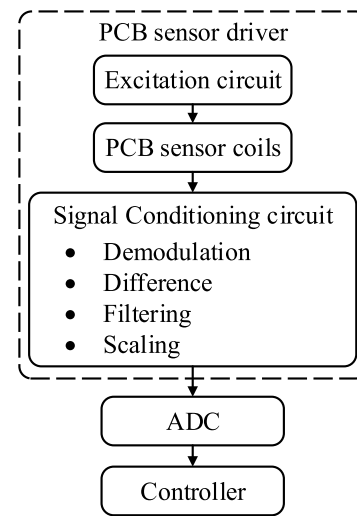 PCB sensor driver
Excitation circuit
PCB sensor coils
Signal Conditioning circuit
• Demodulation
• Difference
• Filtering
• Scaling
ADC
Controller